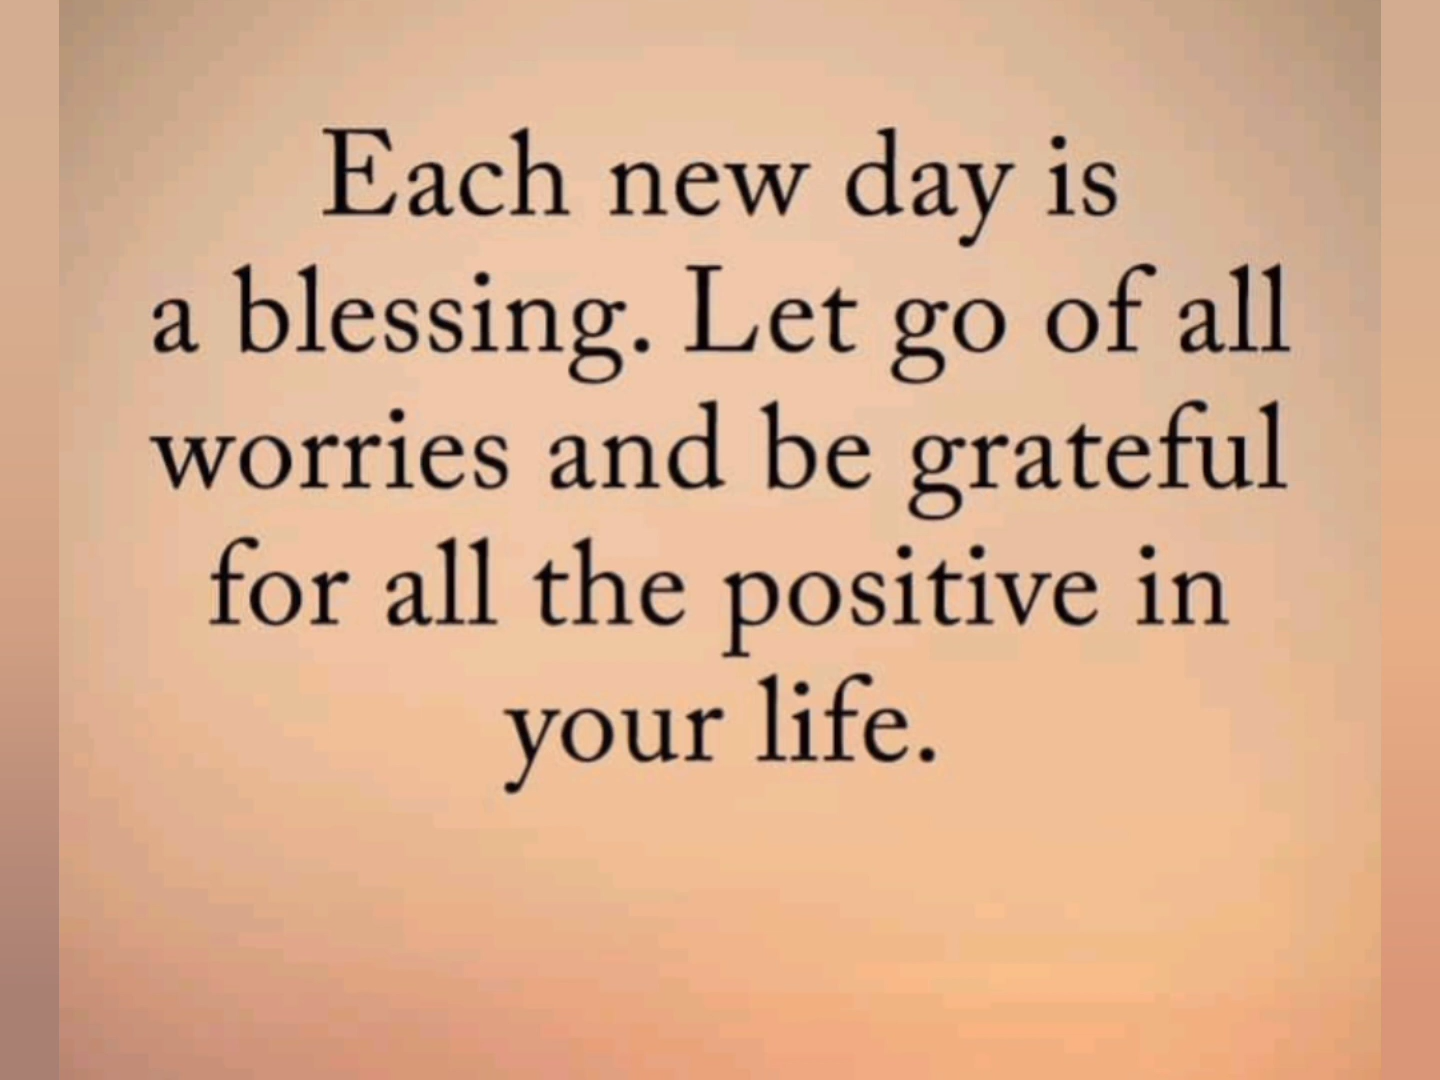 Each new day is
a blessing. Let go of all
worries and be grateful
for all the positive in
your life.